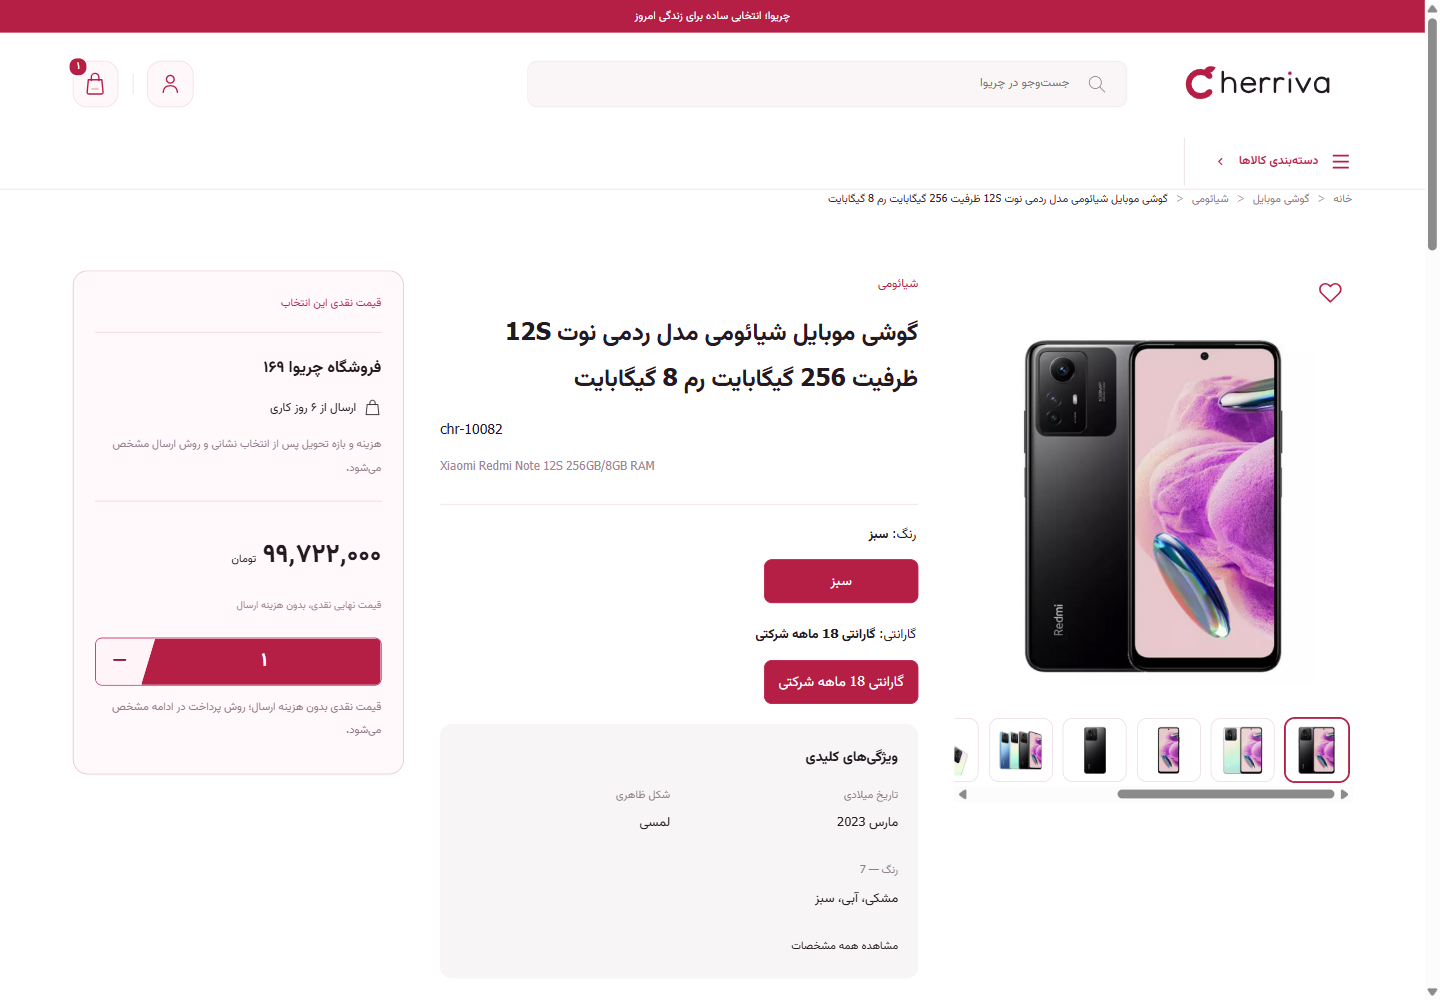 چریوا؛ انتخابی ساده برای زندگی امروز
Cherriva
جست‌وجو در چریوا
۱
دسته‌بندی کالاها
خانه > گوشی موبایل > شیائومی > گوشی موبایل شیائومی مدل ردمی نوت 12S ظرفیت 256 گیگابایت رم 8 گیگابایت
Redmi
شیائومی
گوشی موبایل شیائومی مدل ردمی نوت 12S
ظرفیت 256 گیگابایت رم 8 گیگابایت
chr-10082
Xiaomi Redmi Note 12S 256GB/8GB RAM
رنگ: سبز
سبز
گارانتی: گارانتی 18 ماهه شرکتی
گارانتی 18 ماهه شرکتی
ویژگی‌های کلیدی
تاریخ میلادی
مارس 2023
شکل ظاهری
لمسی
رنگ — 7
مشکی، آبی، سبز
مشاهده همه مشخصات
قیمت نقدی این انتخاب
فروشگاه چریوا ۱۶۹
ارسال از ۶ روز کاری
هزینه و بازه تحویل پس از انتخاب نشانی و روش ارسال مشخص
می‌شود.
۹۹,۷۲۲,۰۰۰ تومان
قیمت نهایی نقدی، بدون هزینه ارسال
۱
قیمت نقدی بدون هزینه ارسال؛ روش پرداخت در ادامه مشخص
می‌شود.